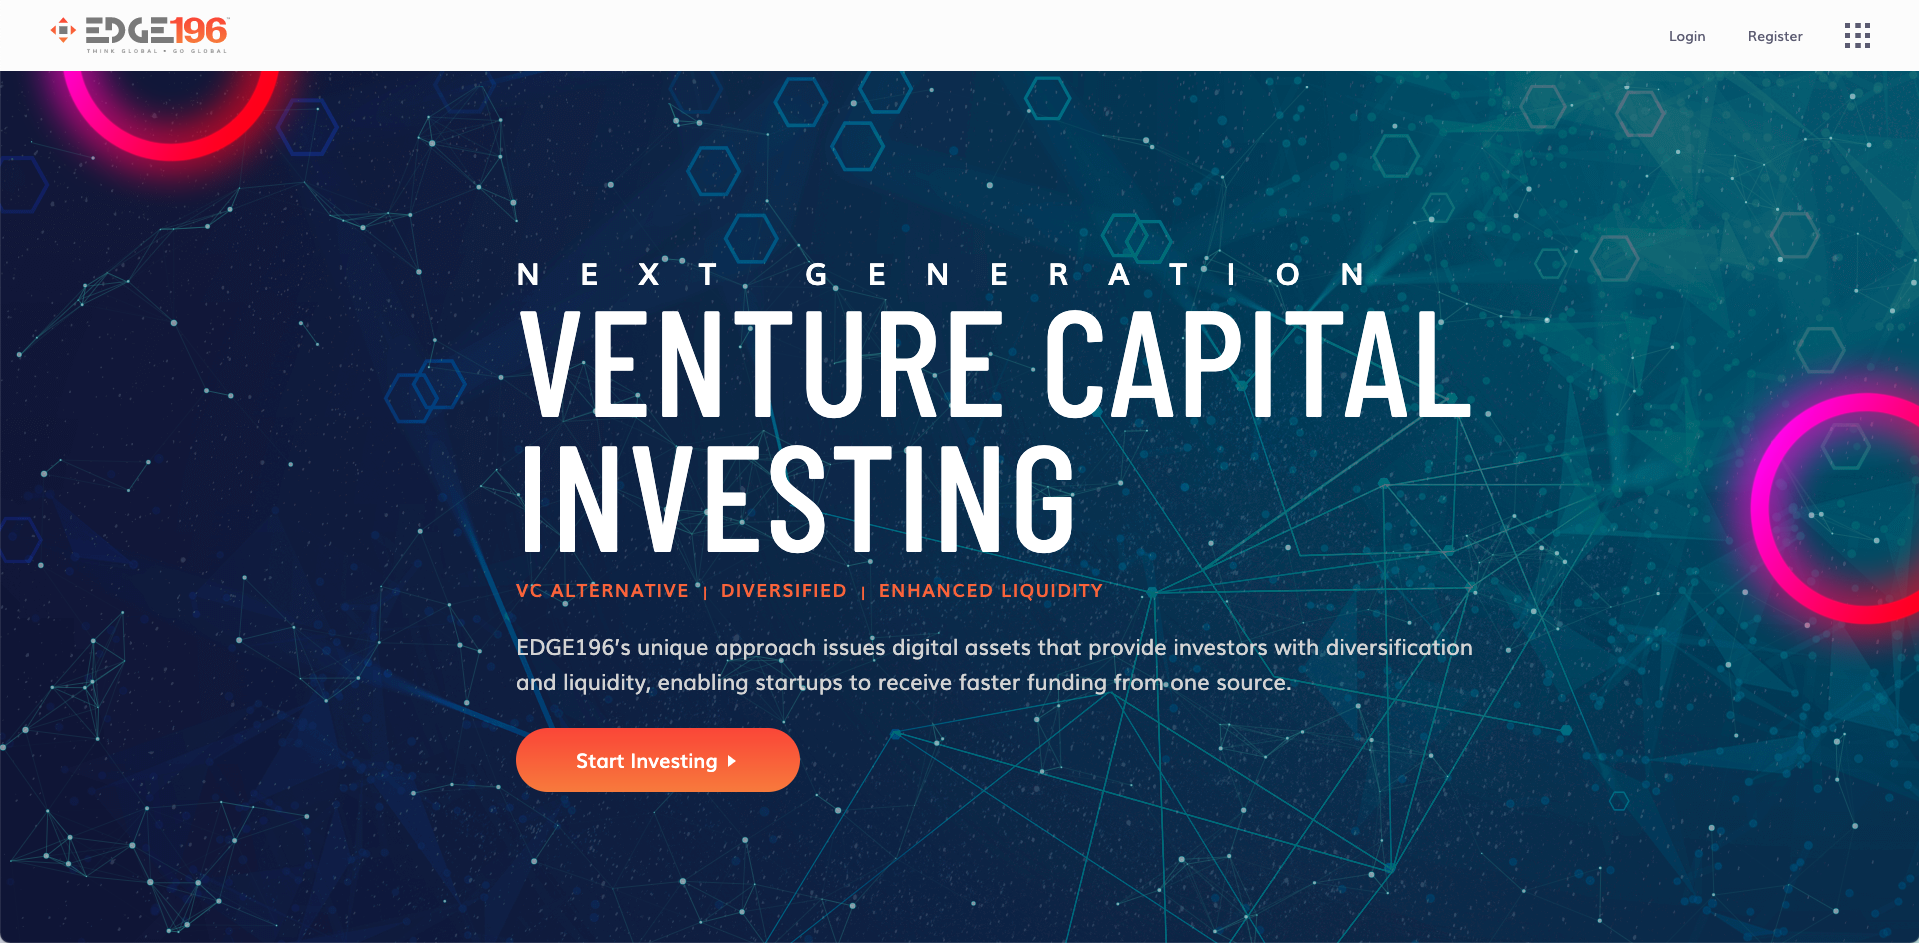 EDGE196
THINK GLOBAL • GO GLOBAL
Login
Register
NEXT GENERATION
VENTURE CAPITAL
INVESTING
VC ALTERNATIVE | DIVERSIFIED | ENHANCED LIQUIDITY
EDGE196's unique approach issues digital assets that provide investors with diversification
and liquidity, enabling startups to receive faster funding from one source.
Start Investing